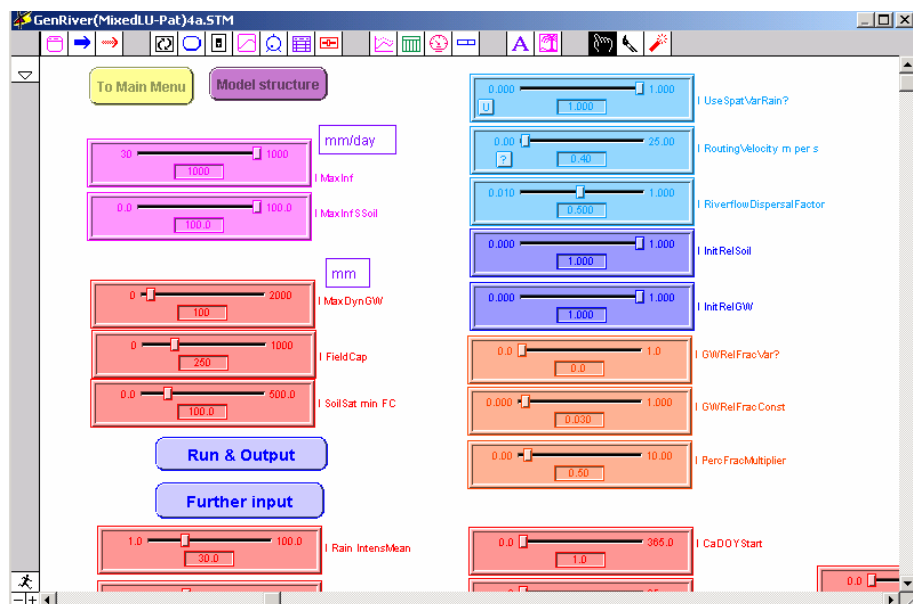 GenRiver(MixedLU-Pat)4a.STM
A
To Main Menu
Model structure
mm/day
30 1000
1000
I MaxInf
0.0 100.0
100.0
I MaxInfSSoil
mm
0 2000
100
I MaxDynGW
0 1000
250
I FieldCap
0.0 500.0
100.0
I SoilSat min FC
Run & Output
Further input
1.0 100.0
30.0
I Rain IntensMean
0.000 1.000
U
1.000
I UseSpatVarRain?
0.00 25.00
?
0.40
I RoutingVelocity m per s
0.010 1.000
0.500
I RiverflowDispersalFactor
0.000 1.000
1.000
I InitRelSoil
0.000 1.000
1.000
I InitRelGW
0.0 1.0
0.0
I GWRelFracVar?
0.000 1.000
0.030
I GWRelFracConst
0.00 10.00
0.50
I PercFracMultiplier
0.0 365.0
1.0
I CaDOYStart
0.0